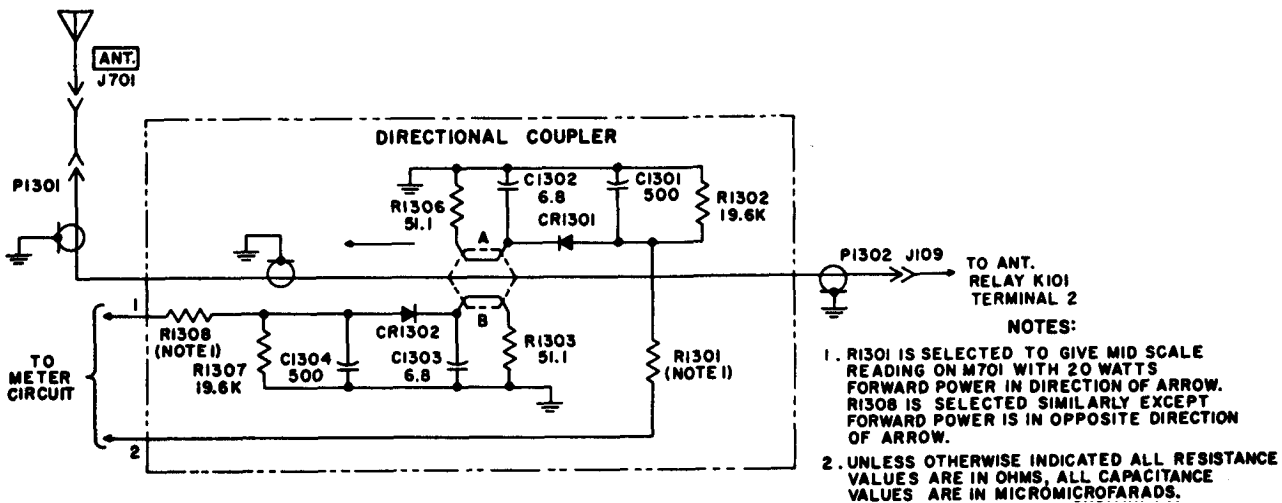 ANT.
J701
DIRECTIONAL COUPLER
P1301
R1306
51.1
C1302
6.8
C1301
500
R1302
19.6K
CR1301
A
P1302 J109
TO ANT.
RELAY K101
TERMINAL 2
1
R1308
(NOTE 1)
R1307
19.6K
C1304
500
CR1302
C1303
6.8
B
R1303
51.1
R1301
(NOTE 1)
TO
METER
CIRCUIT
2
NOTES:
1. R1301 IS SELECTED TO GIVE MID SCALE
READING ON M701 WITH 20 WATTS
FORWARD POWER IN DIRECTION OF ARROW.
R1308 IS SELECTED SIMILARLY EXCEPT
FORWARD POWER IS IN OPPOSITE DIRECTION
OF ARROW.
2. UNLESS OTHERWISE INDICATED ALL RESISTANCE
VALUES ARE IN OHMS, ALL CAPACITANCE
VALUES ARE IN MICROMICROFARADS.